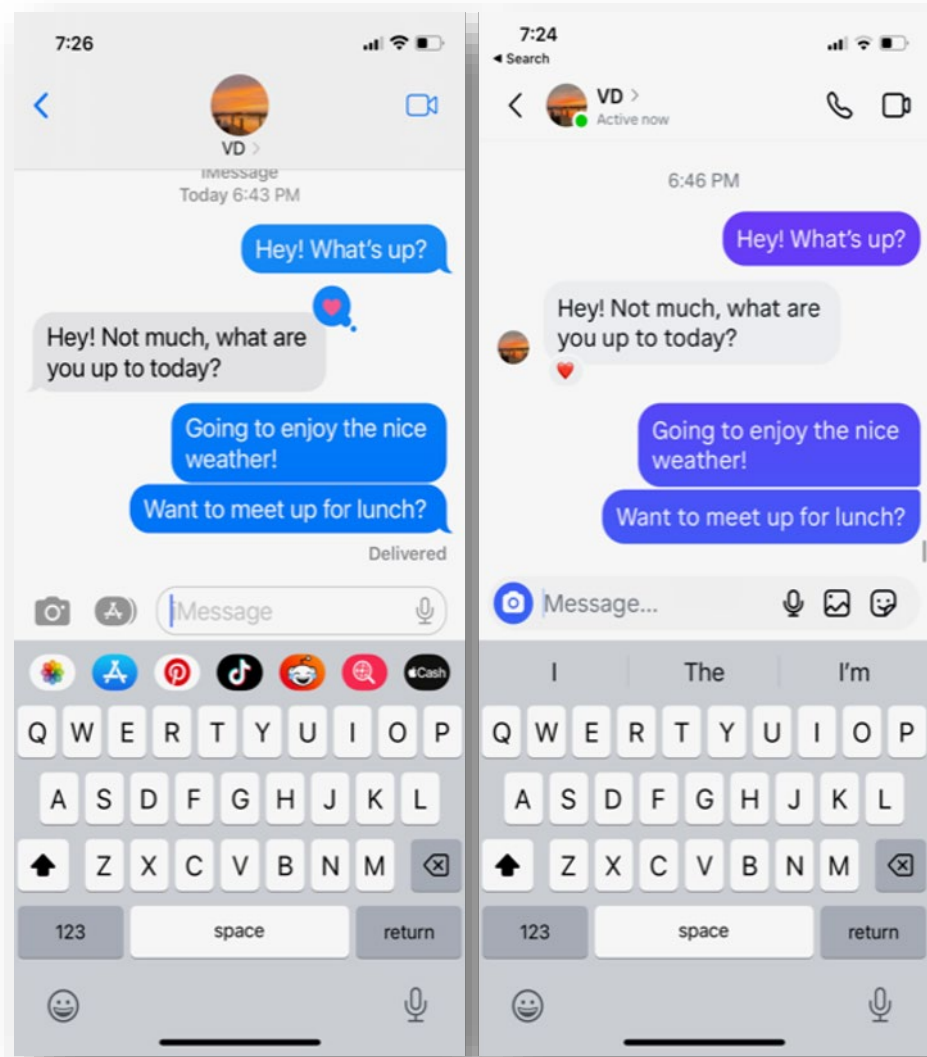 7:26
VD >
iMessage
Today 6:43 PM
Hey! What's up?
Hey! Not much, what are
you up to today?
Going to enjoy the nice
weather!
Want to meet up for lunch?
Delivered
iMessage
Cash
Q W E R T Y U I O P
A S D F G H J K L
Z X C V B N M
123 space return
7:24
◀ Search
VD >
Active now
6:46 PM
Hey! What's up?
Hey! Not much, what are
you up to today?
Going to enjoy the nice
weather!
Want to meet up for lunch?
Message...
I The I'm
Q W E R T Y U I O P
A S D F G H J K L
Z X C V B N M
123 space return